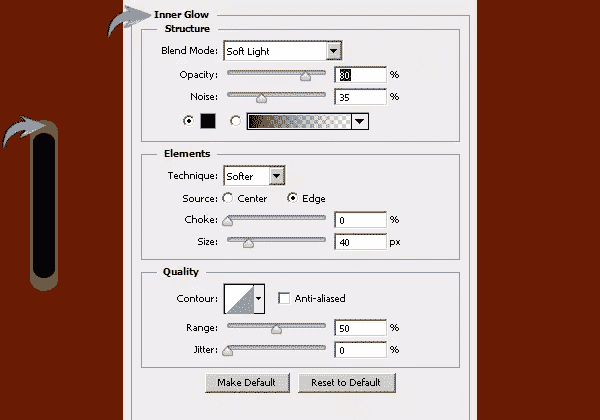 Inner Glow
Structure
Blend Mode: Soft Light
Opacity: 80 %
Noise: 35 %
Elements
Technique: Softer
Source: Center Edge
Choke: 0 %
Size: 40 px
Quality
Contour: Anti-aliased
Range: 50 %
Jitter: 0 %
Make Default Reset to Default